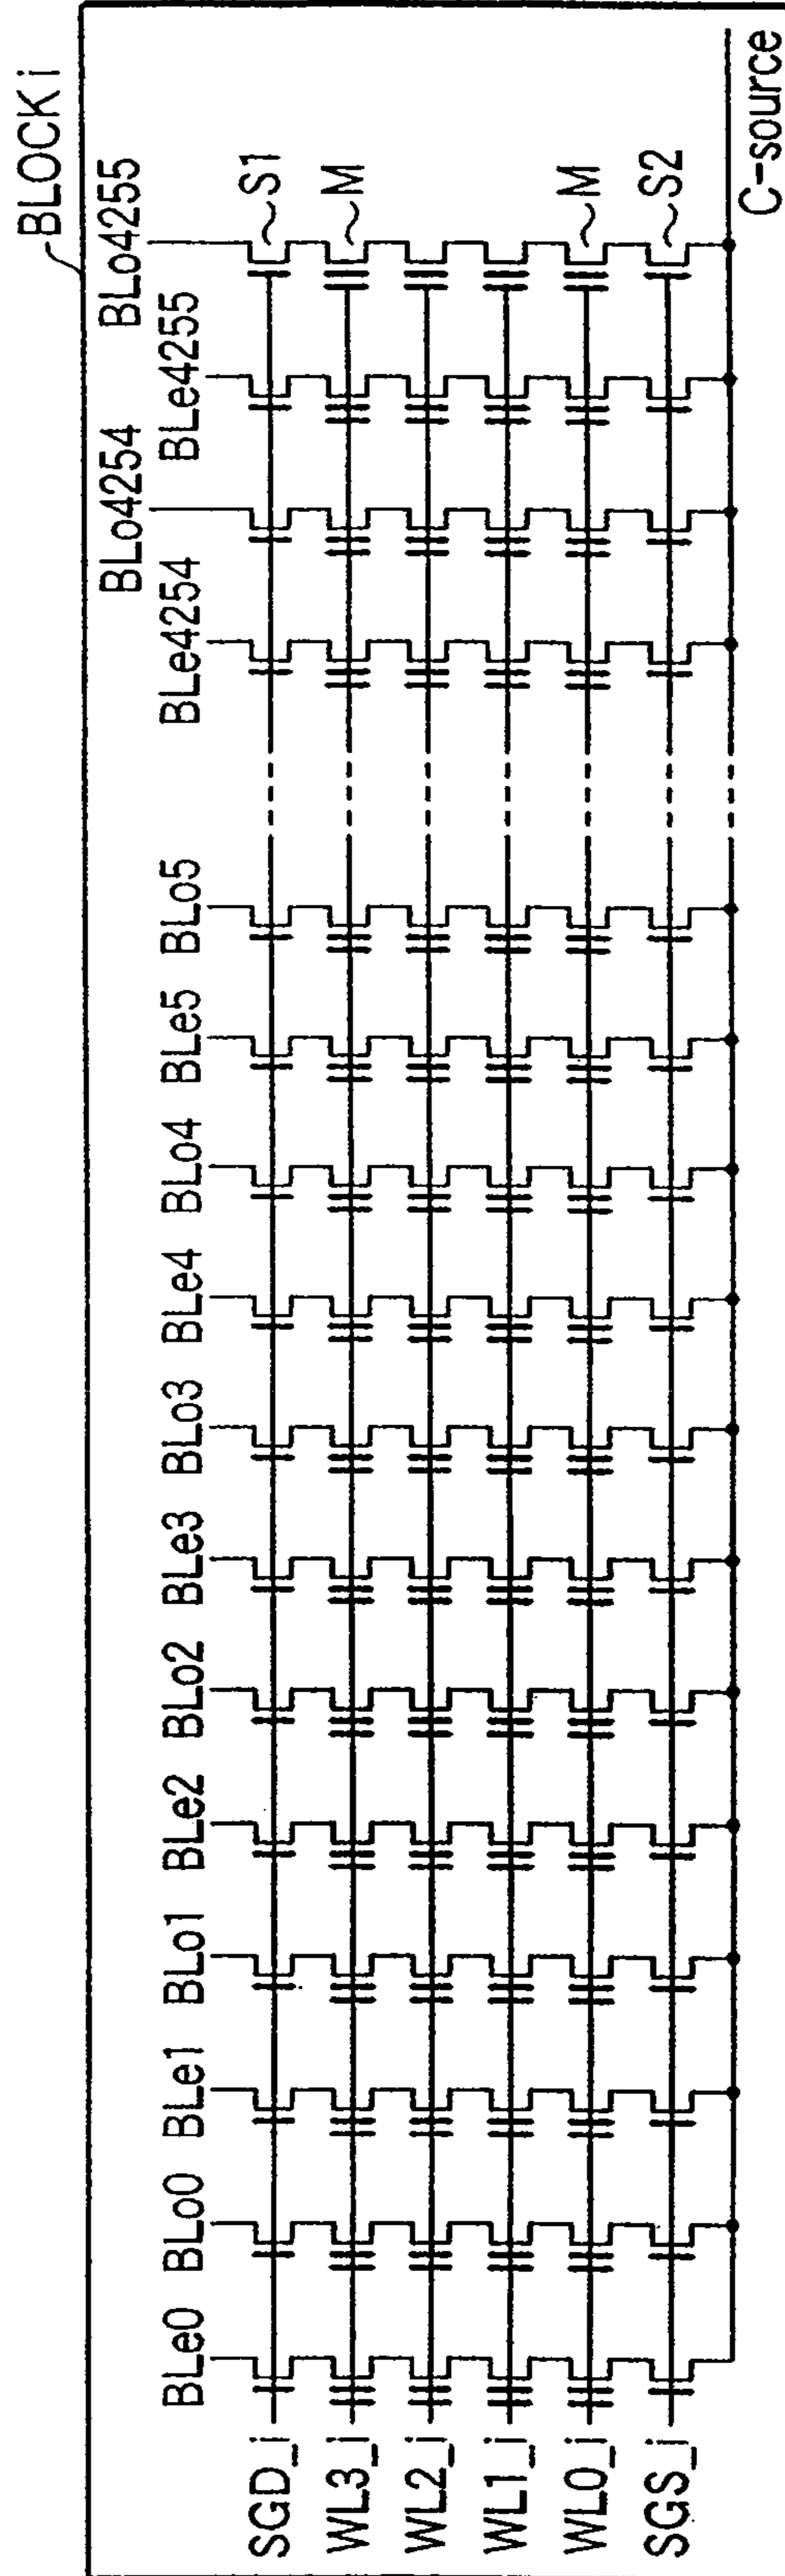 BLOCKi
BLe0 BLo0 BLe1 BLo1 BLe2 BLo2 BLe3 BLo3 BLe4 BLo4 BLe5 BLo5 BLe4254 BLo4254 BLe4255 BLo4255
SGD_i
S1
WL3_i
M
WL2_i
WL1_i
WL0_i
M
SGS_i
S2
C-source